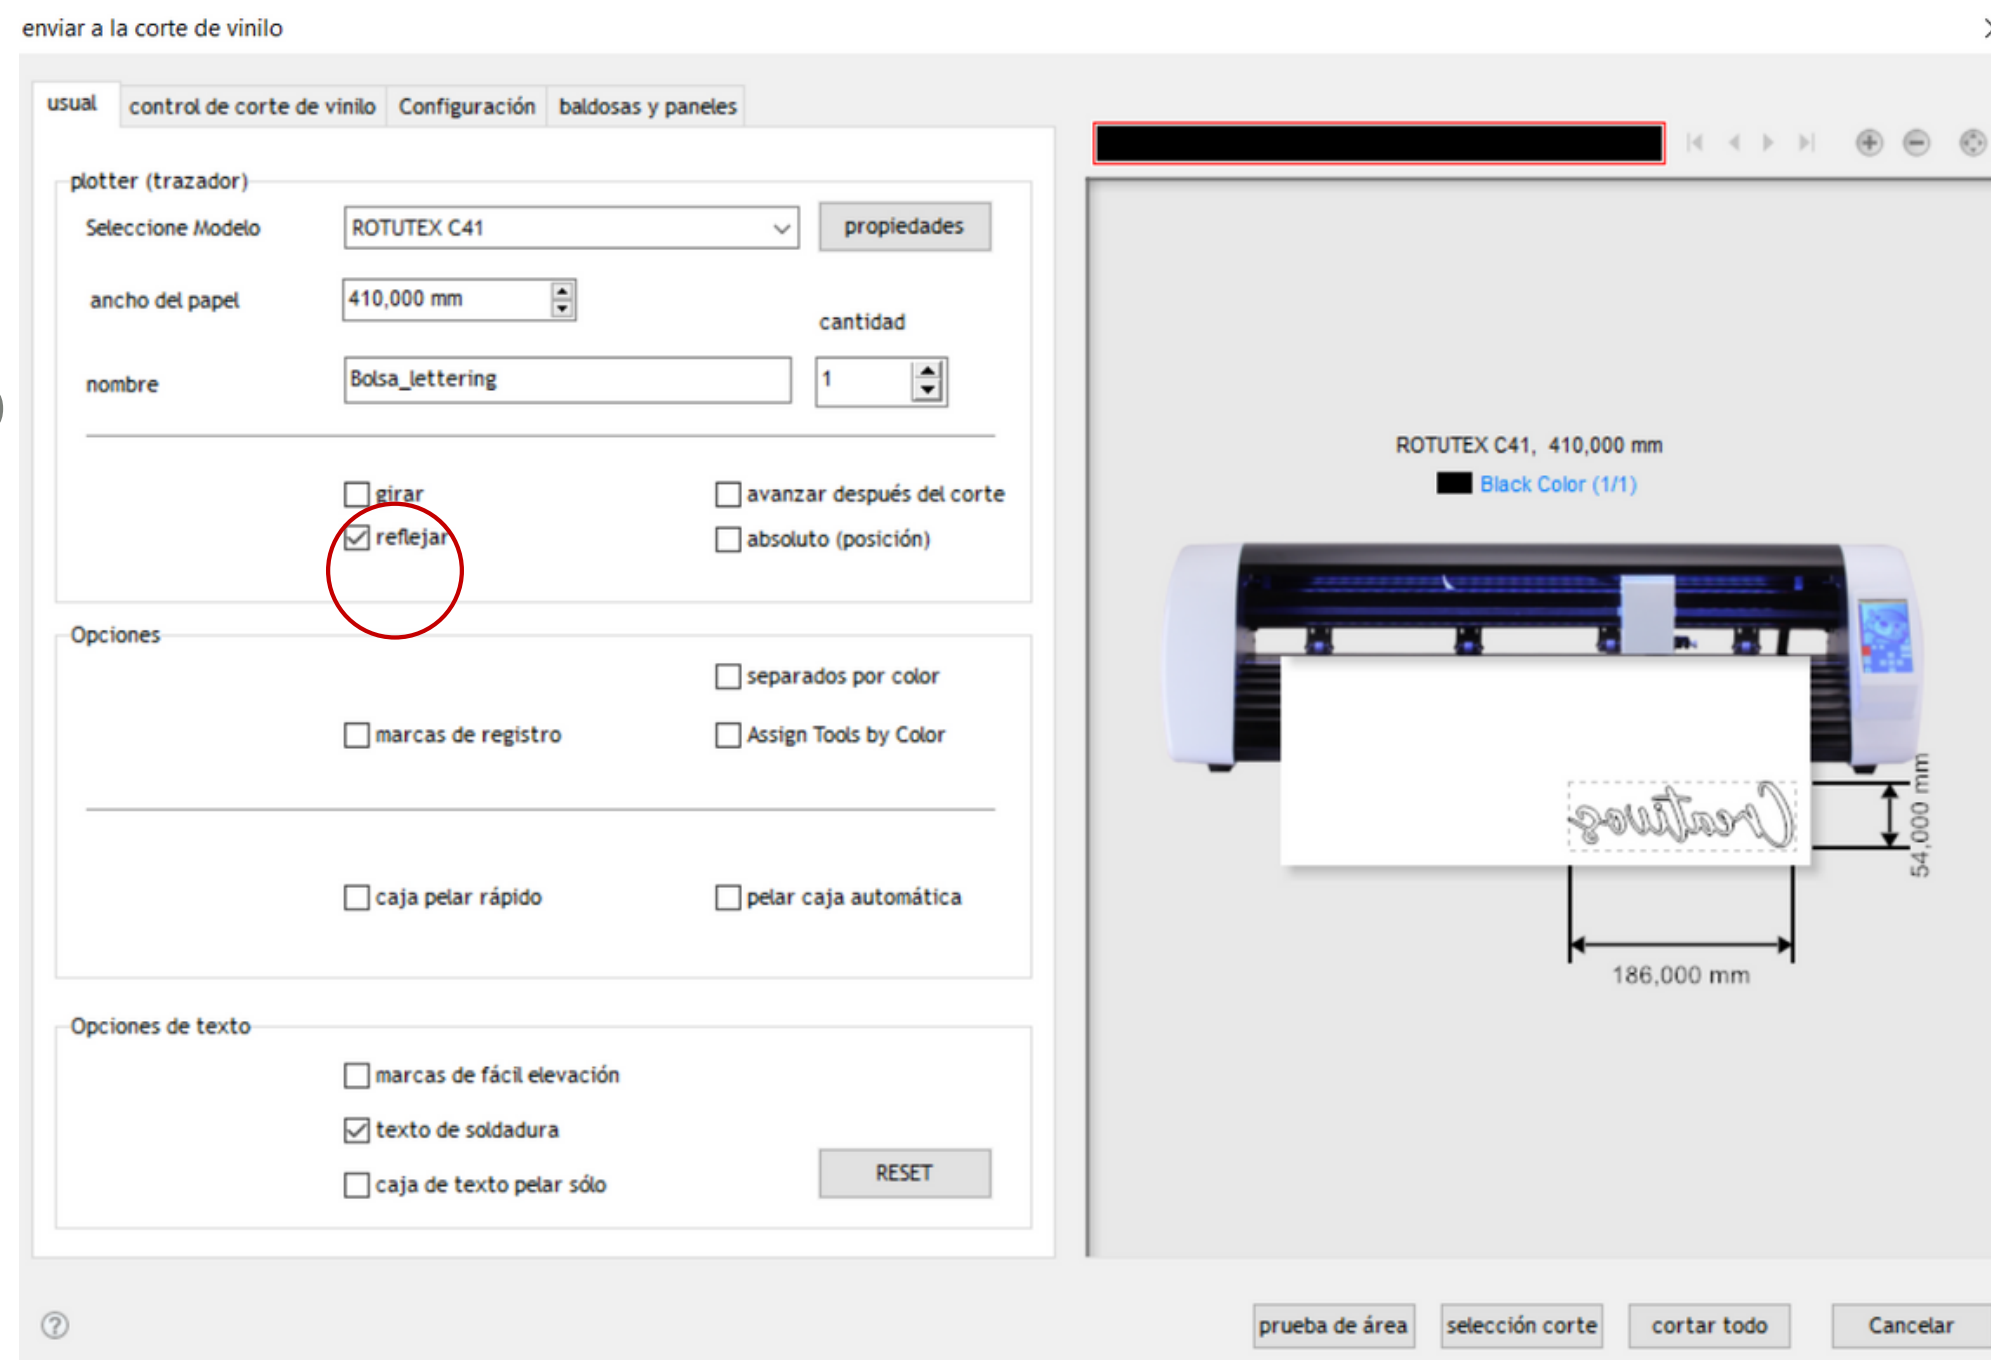 enviar a la corte de vinilo
usual control de corte de vinilo Configuración baldosas y paneles
plotter (trazador)
Seleccione Modelo ROTUTEX C41 propiedades
ancho del papel 410,000 mm
cantidad
nombre Bolsa_lettering 1
girar avanzar después del corte
reflejar absoluto (posición)
Opciones
separados por color
marcas de registro Assign Tools by Color
caja pelar rápido pelar caja automática
Opciones de texto
marcas de fácil elevación
texto de soldadura
caja de texto pelar sólo RESET
ROTUTEX C41, 410,000 mm
Black Color (1/1)
Creativos
54,000 mm
186,000 mm
prueba de área selección corte cortar todo Cancelar